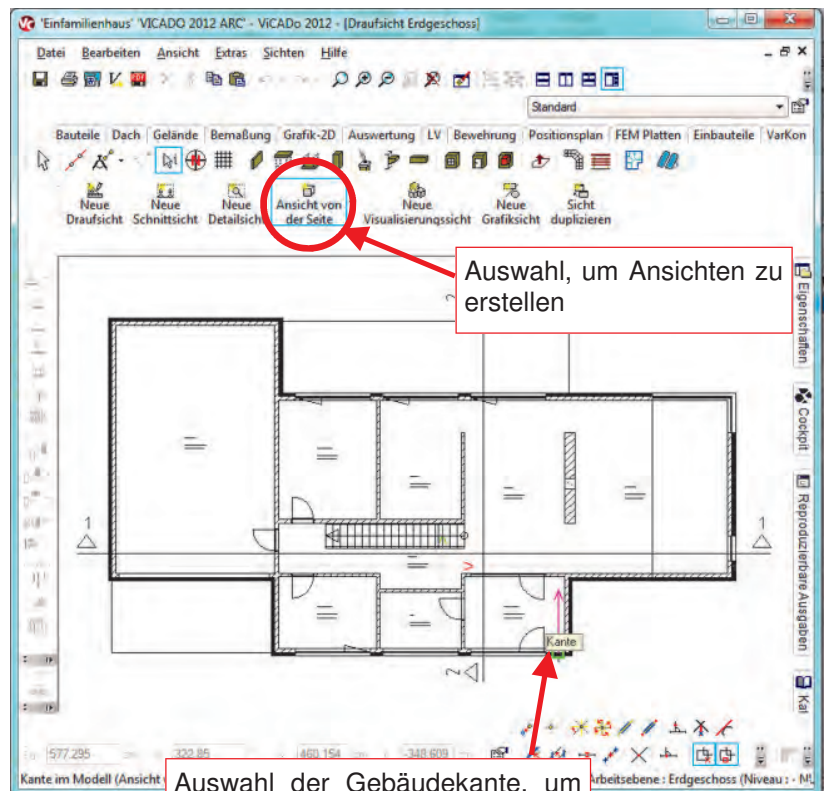 'Einfamilienhaus' 'VICADO 2012 ARC' - ViCADo 2012 - [Draufsicht Erdgeschoss]
Datei Bearbeiten Ansicht Extras Sichten Hilfe
Standard
Bauteile Dach Gelände Bemaßung Grafik-2D Auswertung LV Bewehrung Positionsplan FEM Platten Einbauteile VarKon
Neue Draufsicht
Neue Schnittsicht
Neue Detailsicht
Ansicht von der Seite
Neue Visualisierungssicht
Neue Grafiksicht
Sicht duplizieren
Auswahl, um Ansichten zu
erstellen
Eigenschaften
Cockpit
Reproduzierbare Ausgaben
Kat
2
1
1
Kante
2
577.295 322.85 460.154 -348.609
Kante im Modell (Ansicht
Auswahl der Gebäudekante, um
Arbeitsebene : Erdgeschoss (Niveau : - N